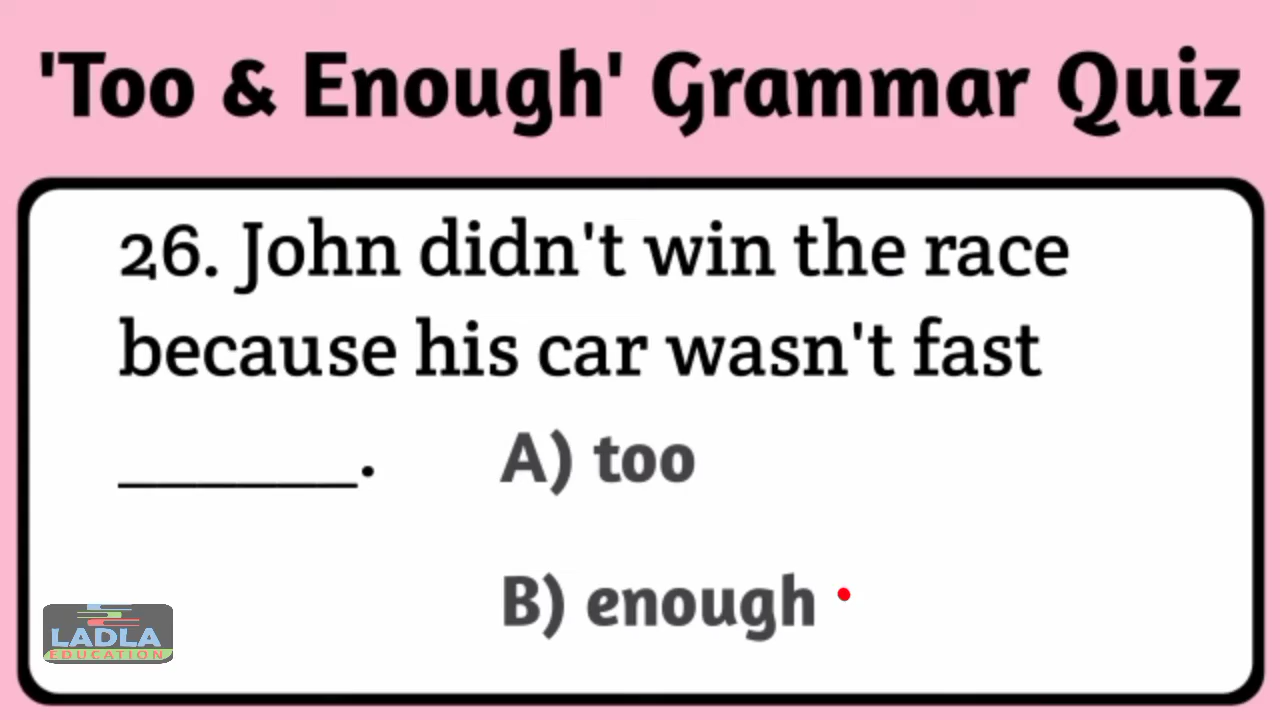 'Too & Enough' Grammar Quiz
26. John didn't win the race
because his car wasn't fast
______. A) too
B) enough
LADLA
EDUCATION